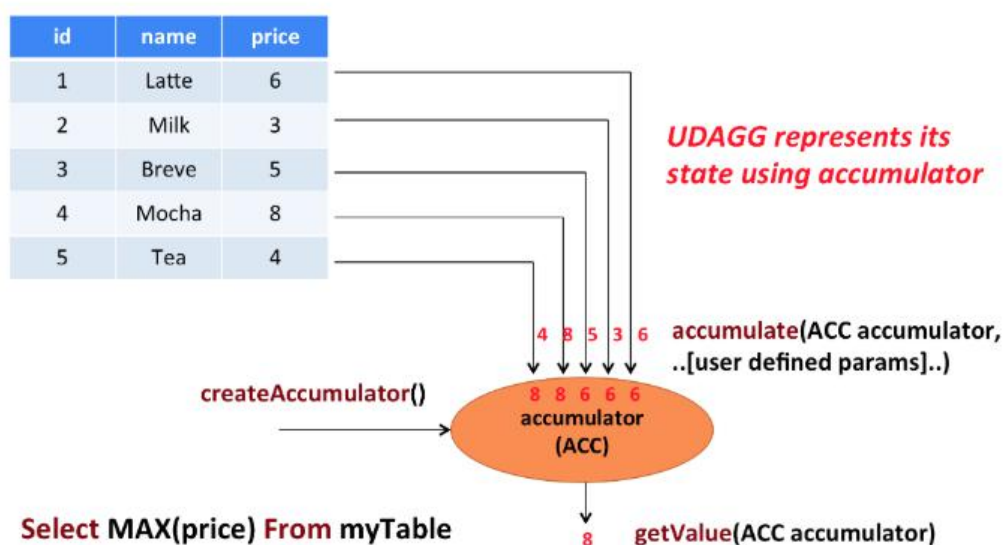 id name price
1 Latte 6
2 Milk 3
3 Breve 5
4 Mocha 8
5 Tea 4
UDAGG represents its
state using accumulator
4 8 5 3 6
accumulate(ACC accumulator,
..[user defined params]..)
createAccumulator()
8 8 6 6 6
accumulator
(ACC)
Select MAX(price) From myTable
8
getValue(ACC accumulator)